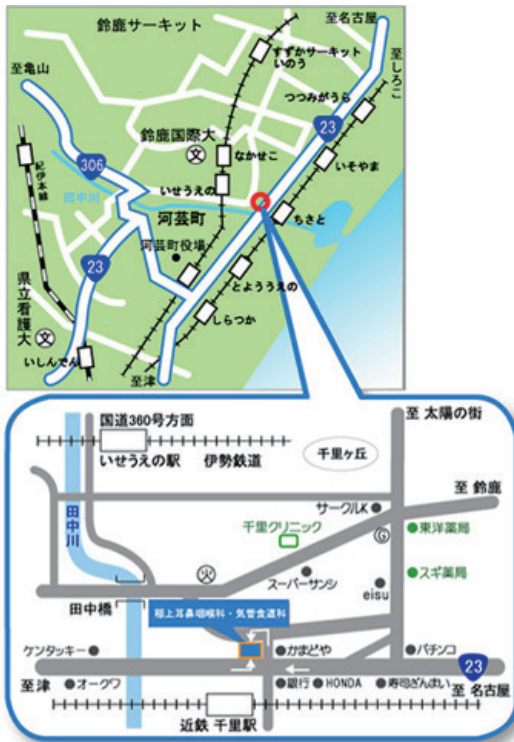 鈴鹿サーキット
至名古屋
すずかサーキット
いのう
至しろこ
至亀山
つつみがうら
23
鈴鹿国際大
文
なかせこ
306
紀伊本線
いそやま
田中川
いせうえの
河芸町
ちさと
河芸町役場
23
とよううえの
県立看護大
文
しらつか
いしんでん
至津
国道360号方面
至 太陽の街
いせうえの駅
伊勢鉄道
千里ヶ丘
至 鈴鹿
サークルK
田中川
千里クリニック
G
東洋薬局
火
スーパーサンシ
スギ薬局
eisu
田中橋
稲上耳鼻咽喉科・気管食道科
ケンタッキー
かまどや
パチンコ
23
至津
オークワ
銀行
HONDA
寿司ざんまい
至 名古屋
近鉄 千里駅